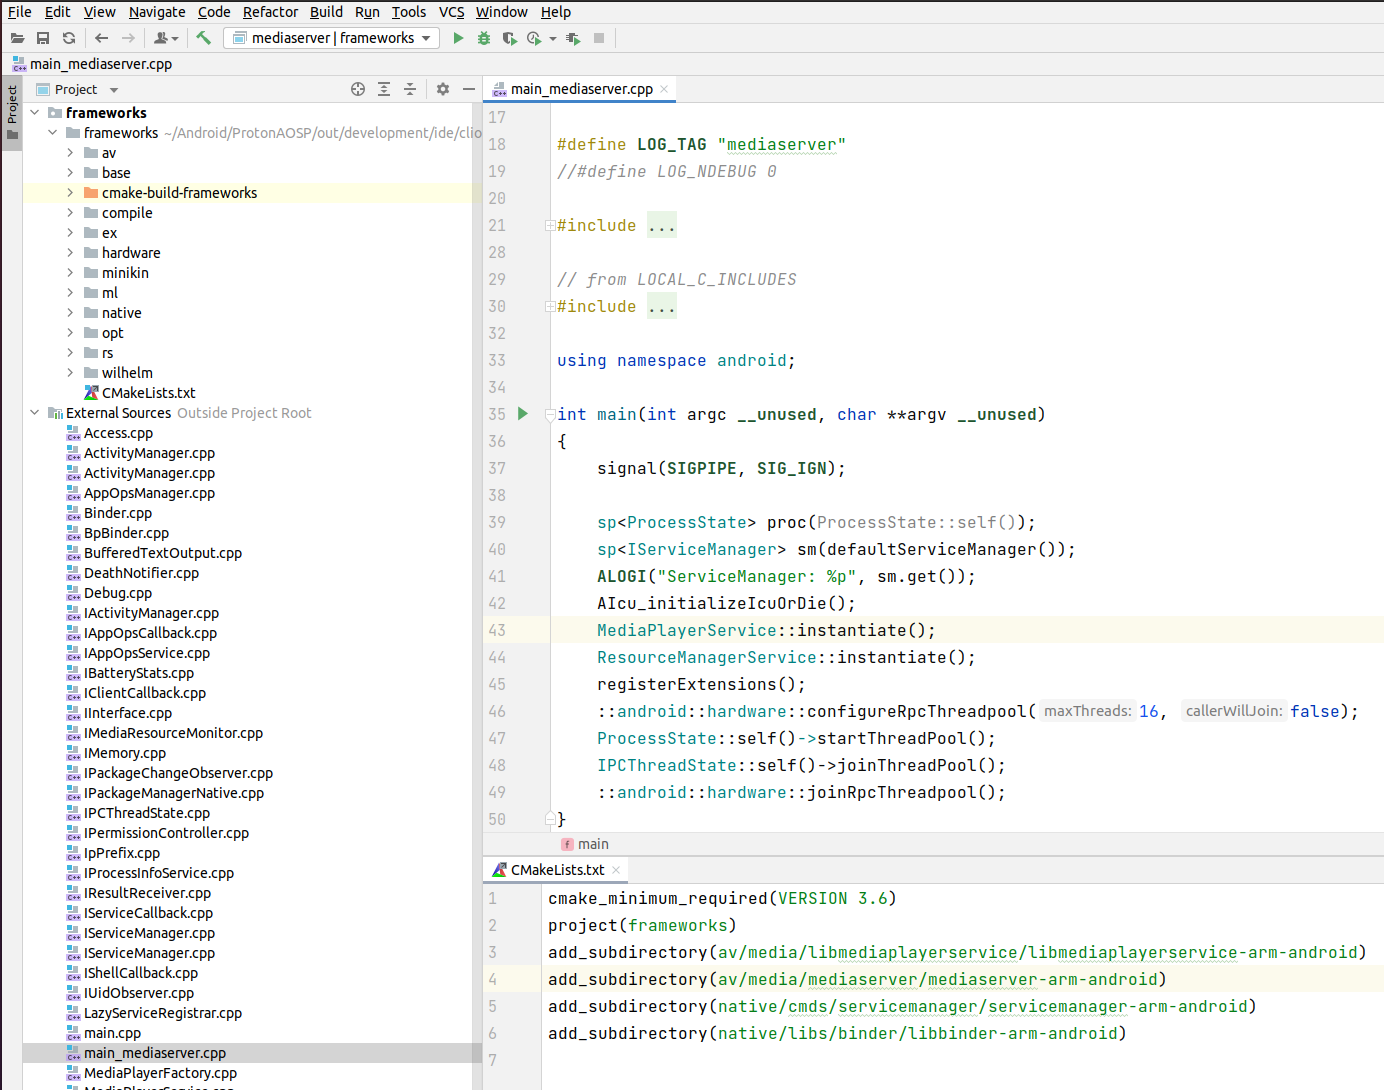 File Edit View Navigate Code Refactor Build Run Tools VCS Window Help
mediaserver | frameworks
main_mediaserver.cpp
Project
Project
frameworks
frameworks ~/Android/ProtonAOSP/out/development/ide/clio
av
base
cmake-build-frameworks
compile
ex
hardware
minikin
ml
native
opt
rs
wilhelm
CMakeLists.txt
External Sources Outside Project Root
Access.cpp
ActivityManager.cpp
ActivityManager.cpp
AppOpsManager.cpp
Binder.cpp
BpBinder.cpp
BufferedTextOutput.cpp
DeathNotifier.cpp
Debug.cpp
IActivityManager.cpp
IAppOpsCallback.cpp
IAppOpsService.cpp
IBatteryStats.cpp
IClientCallback.cpp
IInterface.cpp
IMediaResourceMonitor.cpp
IMemory.cpp
IPackageChangeObserver.cpp
IPackageManagerNative.cpp
IPCThreadState.cpp
IPermissionController.cpp
IpPrefix.cpp
IProcessInfoService.cpp
IResultReceiver.cpp
IServiceCallback.cpp
IServiceManager.cpp
IServiceManager.cpp
IShellCallback.cpp
IUidObserver.cpp
LazyServiceRegistrar.cpp
main.cpp
main_mediaserver.cpp
MediaPlayerFactory.cpp
main_mediaserver.cpp
17
18 #define LOG_TAG "mediaserver"
19 //#define LOG_NDEBUG 0
20
21 #include ...
28
29 // from LOCAL_C_INCLUDES
30 #include ...
32
33 using namespace android;
34
35 int main(int argc __unused, char **argv __unused)
36 {
37 signal(SIGPIPE, SIG_IGN);
38
39 sp<ProcessState> proc(ProcessState::self());
40 sp<IServiceManager> sm(defaultServiceManager());
41 ALOGI("ServiceManager: %p", sm.get());
42 AIcu_initializeIcuOrDie();
43 MediaPlayerService::instantiate();
44 ResourceManagerService::instantiate();
45 registerExtensions();
46 ::android::hardware::configureRpcThreadpool( maxThreads: 16, callerWillJoin: false);
47 ProcessState::self()->startThreadPool();
48 IPCThreadState::self()->joinThreadPool();
49 ::android::hardware::joinRpcThreadpool();
50 }
f main
CMakeLists.txt
1 cmake_minimum_required(VERSION 3.6)
2 project(frameworks)
3 add_subdirectory(av/media/libmediaplayerservice/libmediaplayerservice-arm-android)
4 add_subdirectory(av/media/mediaserver/mediaserver-arm-android)
5 add_subdirectory(native/cmds/servicemanager/servicemanager-arm-android)
6 add_subdirectory(native/libs/binder/libbinder-arm-android)
7